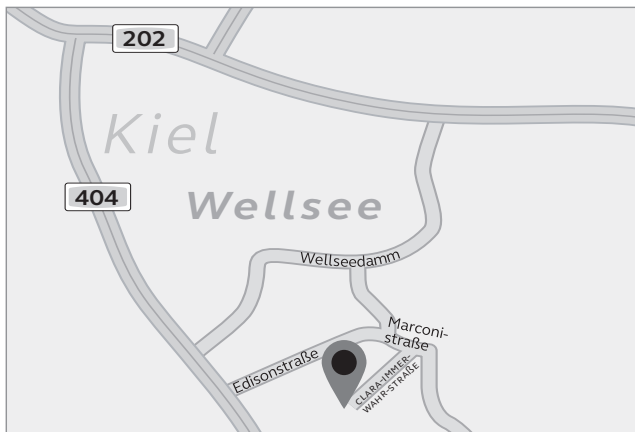 202
Kiel
404
Wellsee
Wellseedamm
Marconi-
straße
Edisonstraße
CLARA-IMMER-
WAHR-STRAẞE